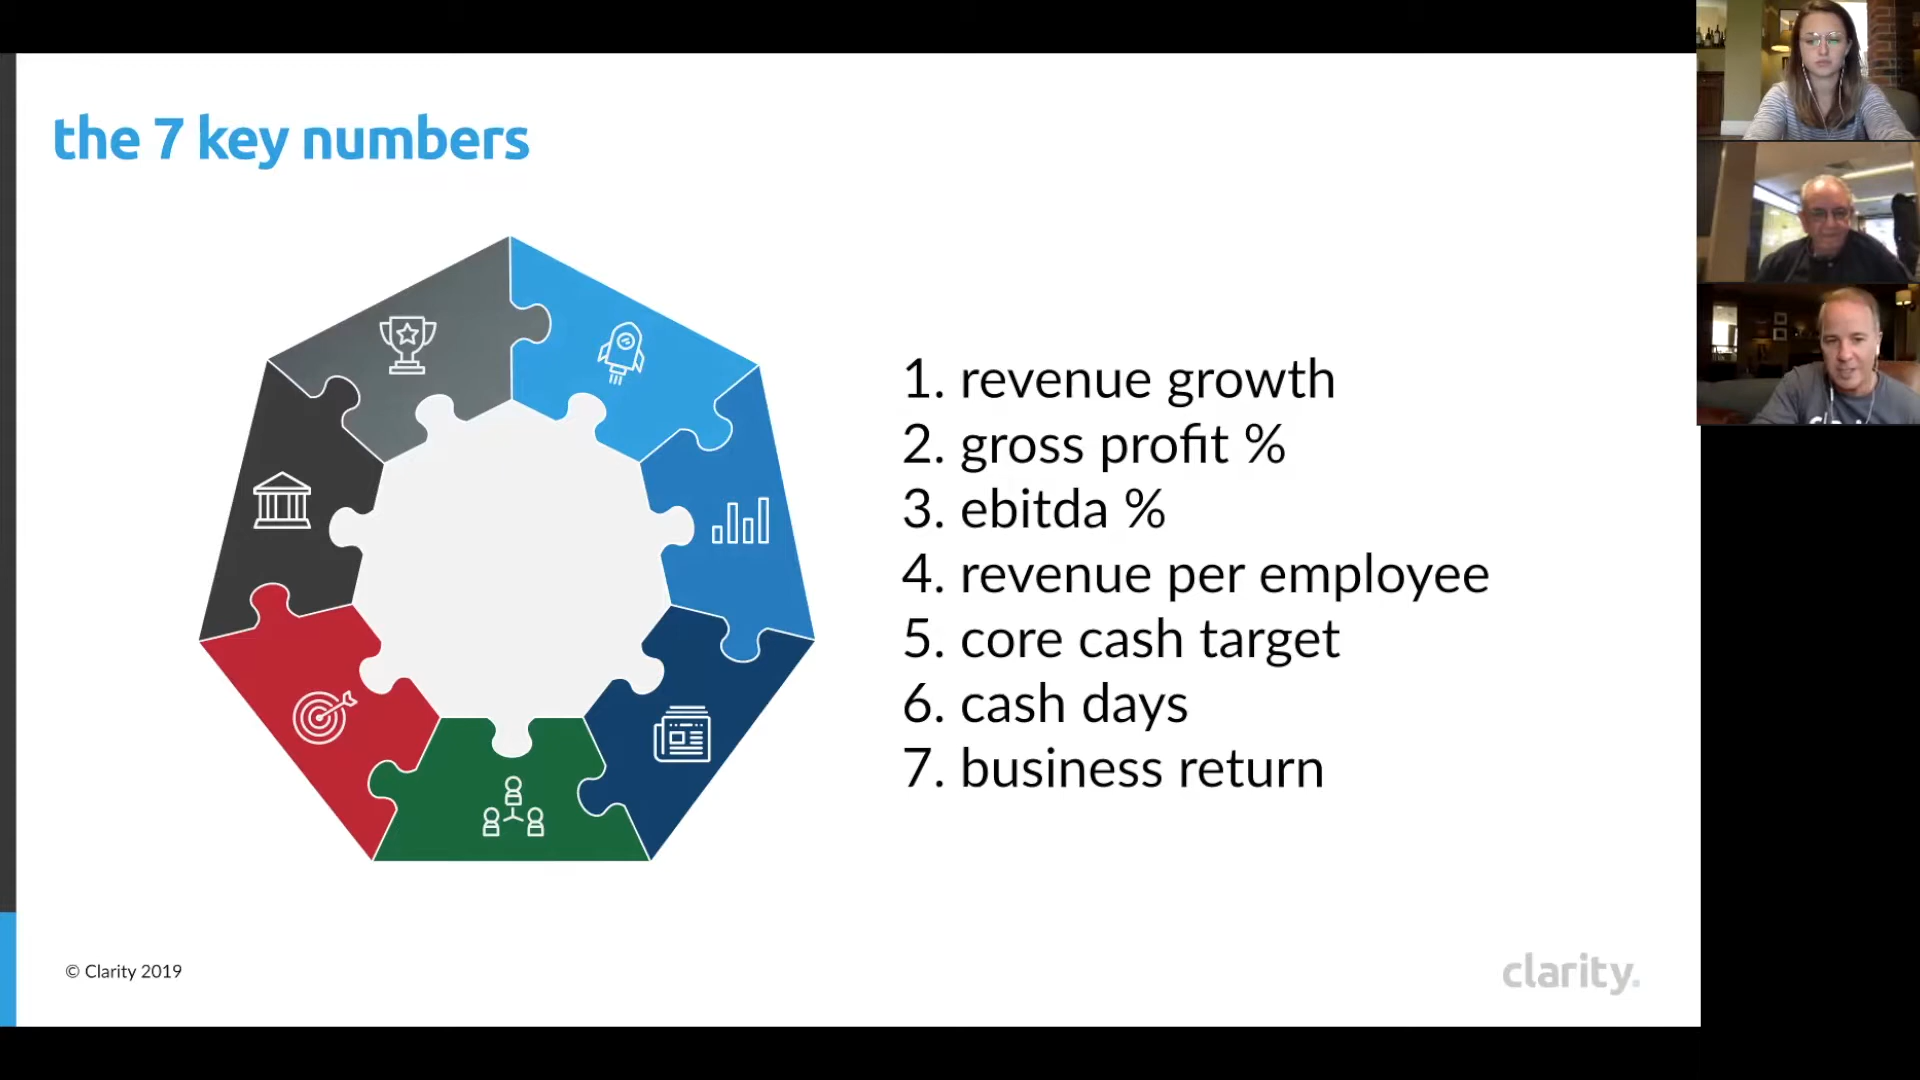 the 7 key numbers
1. revenue growth
2. gross profit %
3. ebitda %
4. revenue per employee
5. core cash target
6. cash days
7. business return
© Clarity 2019
clarity.